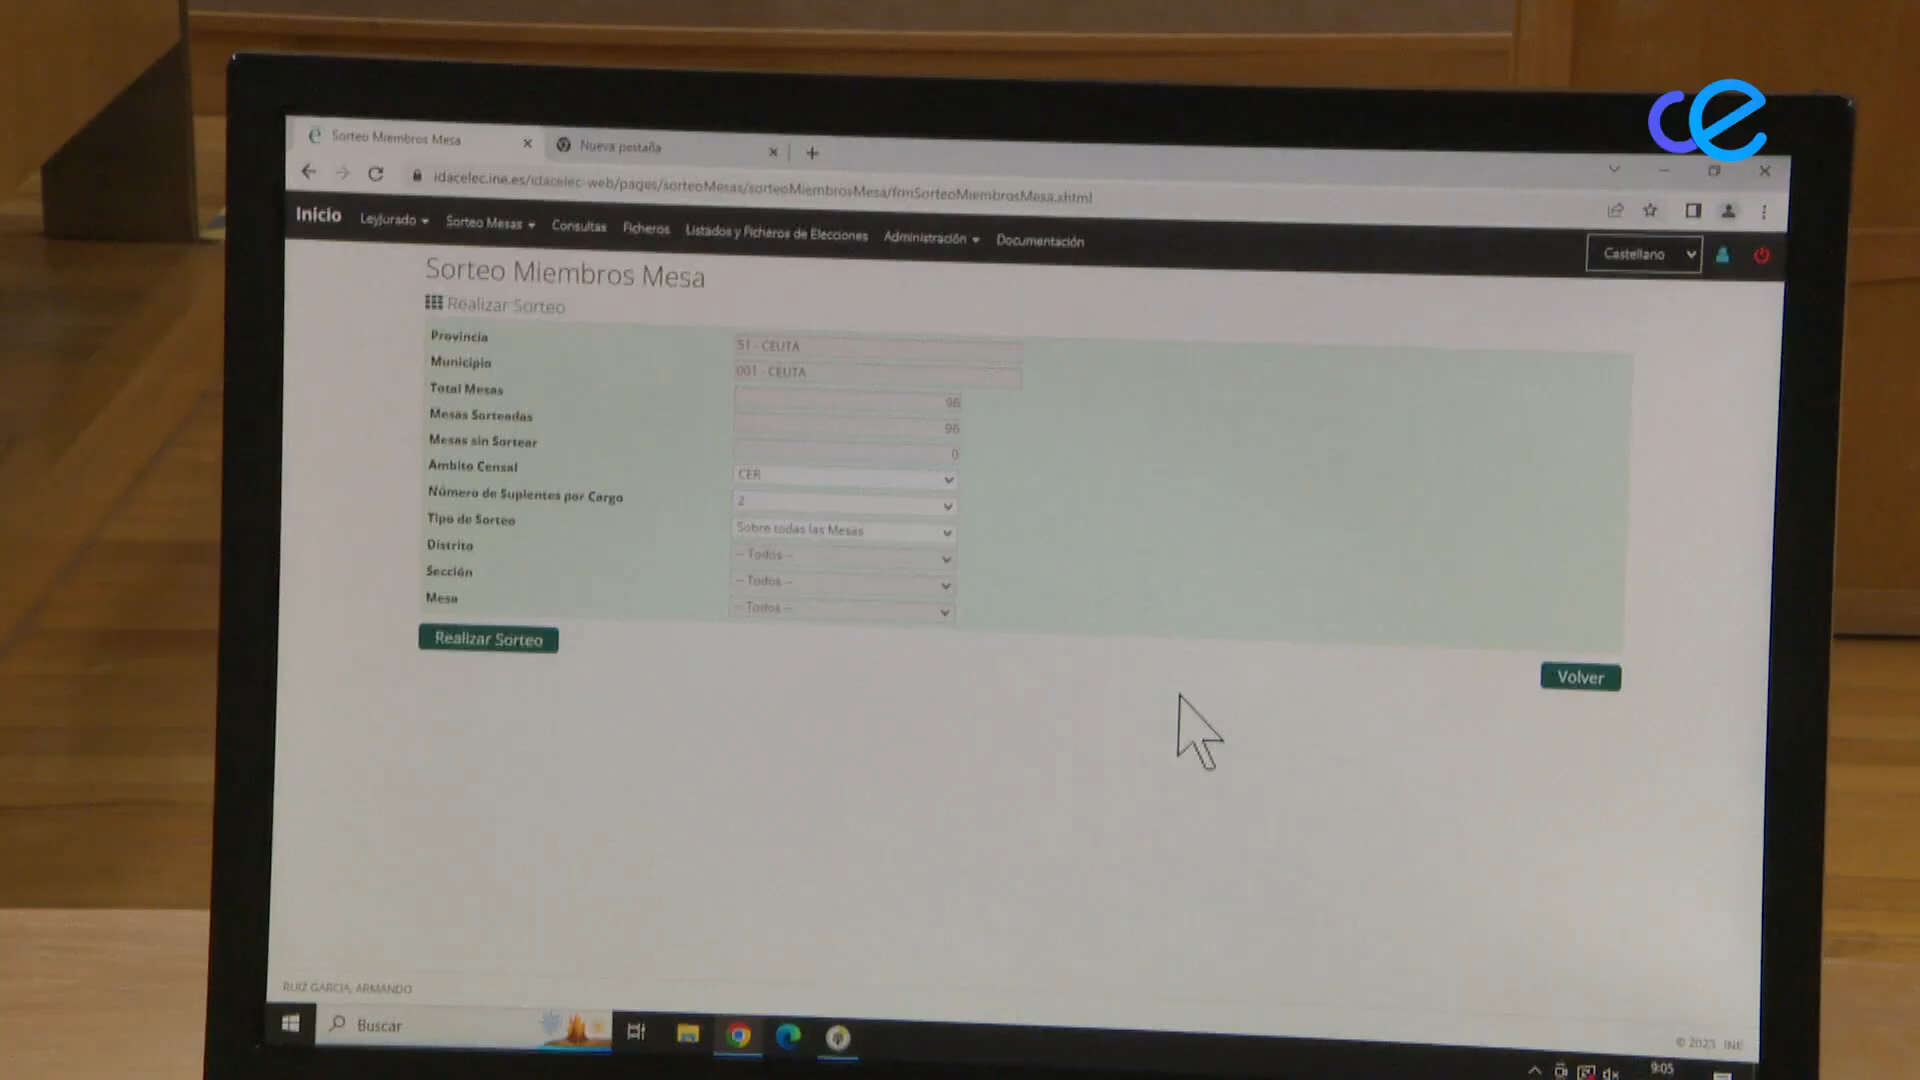 ce
Sorteo Miembros Mesa
Nueva pestaña
idacelec.ine.es/idacelec-web/pages/sorteoMesas/sorteoMiembrosMesa/frmSorteoMiembrosMesa.xhtml
Inicio LeyJurado Sorteo Mesas Consultas Ficheros Listados y Ficheros de Elecciones Administración Documentación Castellano
Sorteo Miembros Mesa
Realizar Sorteo
Provincia 51 - CEUTA
Municipio 001 - CEUTA
Total Mesas 96
Mesas Sorteadas 96
Mesas sin Sortear 0
Ambito Censal CER
Número de Suplentes por Cargo 2
Tipo de Sorteo Sobre todas las Mesas
Distrito -- Todos --
Sección -- Todos --
Mesa -- Todos --
Realizar Sorteo
Volver
RUIZ GARCIA, ARMANDO
© 2023 INE
Buscar
9:05